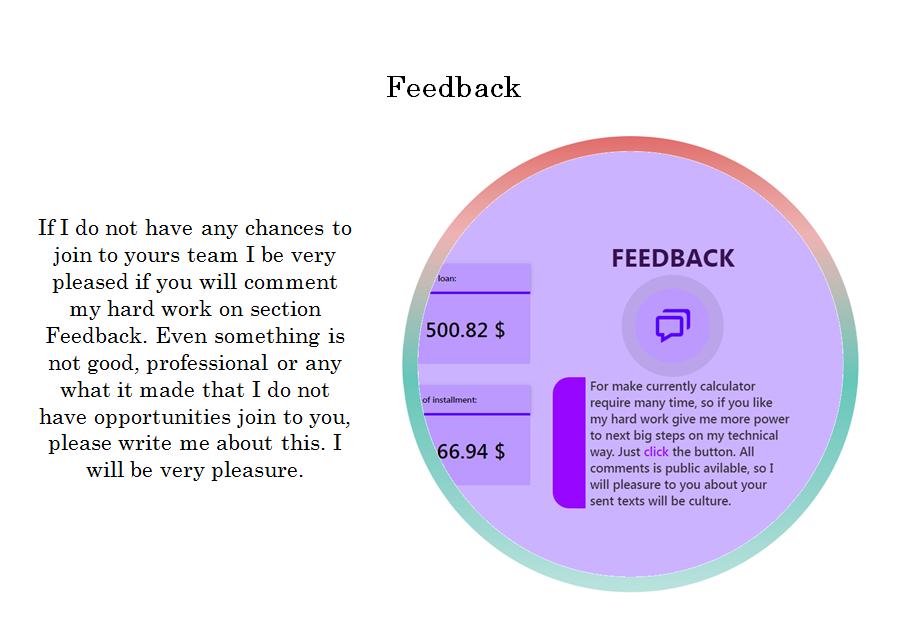 Feedback
If I do not have any chances to
join to yours team I be very
pleased if you will comment
my hard work on section
Feedback. Even something is
not good, professional or any
what it made that I do not
have opportunities join to you,
please write me about this. I
will be very pleasure.
loan:
500.82 $
of installment:
66.94 $
FEEDBACK
For make currently calculator
require many time, so if you like
my hard work give me more power
to next big steps on my technical
way. Just click the button. All
comments is public avilable, so I
will pleasure to you about your
sent texts will be culture.